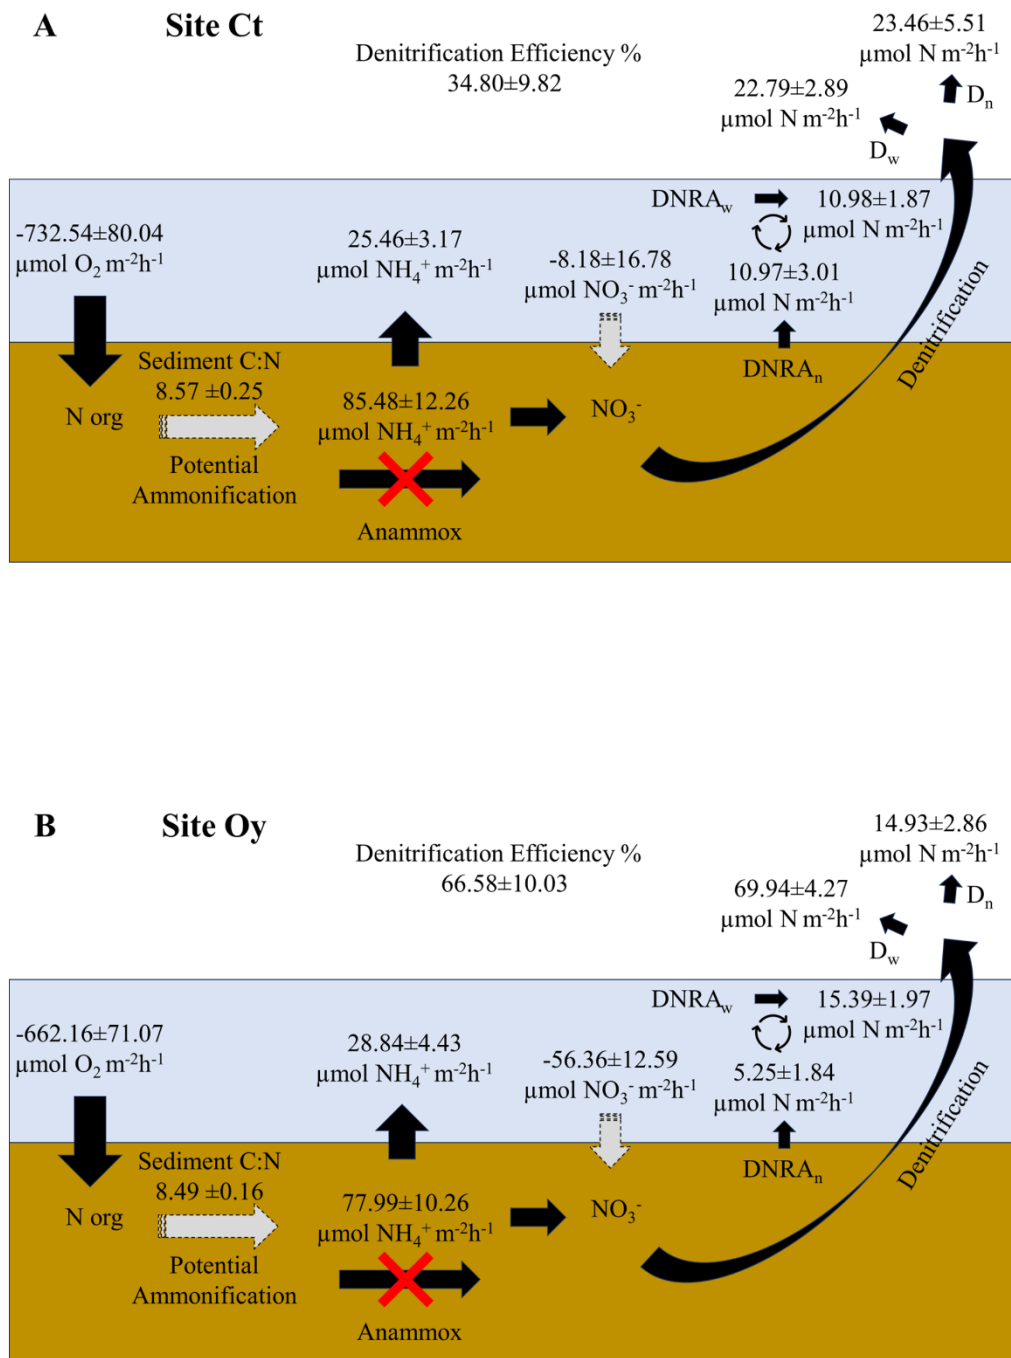 A Site Ct
Denitrification Efficiency %
34.80±9.82
23.46±5.51
µmol N m⁻²h⁻¹
Dₙ
22.79±2.89
µmol N m⁻²h⁻¹
D_w
-732.54±80.04
µmol O₂ m⁻²h⁻¹
25.46±3.17
µmol NH₄⁺ m⁻²h⁻¹
-8.18±16.78
µmol NO₃⁻ m⁻²h⁻¹
DNRA_w
10.98±1.87
µmol N m⁻²h⁻¹
10.97±3.01
µmol N m⁻²h⁻¹
DNRAₙ
Denitrification
Sediment C:N
8.57 ±0.25
N org
Potential
Ammonification
85.48±12.26
µmol NH₄⁺ m⁻²h⁻¹
NO₃⁻
Anammox
B Site Oy
Denitrification Efficiency %
66.58±10.03
14.93±2.86
µmol N m⁻²h⁻¹
Dₙ
69.94±4.27
µmol N m⁻²h⁻¹
D_w
-662.16±71.07
µmol O₂ m⁻²h⁻¹
28.84±4.43
µmol NH₄⁺ m⁻²h⁻¹
-56.36±12.59
µmol NO₃⁻ m⁻²h⁻¹
DNRA_w
15.39±1.97
µmol N m⁻²h⁻¹
5.25±1.84
µmol N m⁻²h⁻¹
DNRAₙ
Denitrification
Sediment C:N
8.49 ±0.16
N org
Potential
Ammonification
77.99±10.26
µmol NH₄⁺ m⁻²h⁻¹
NO₃⁻
Anammox